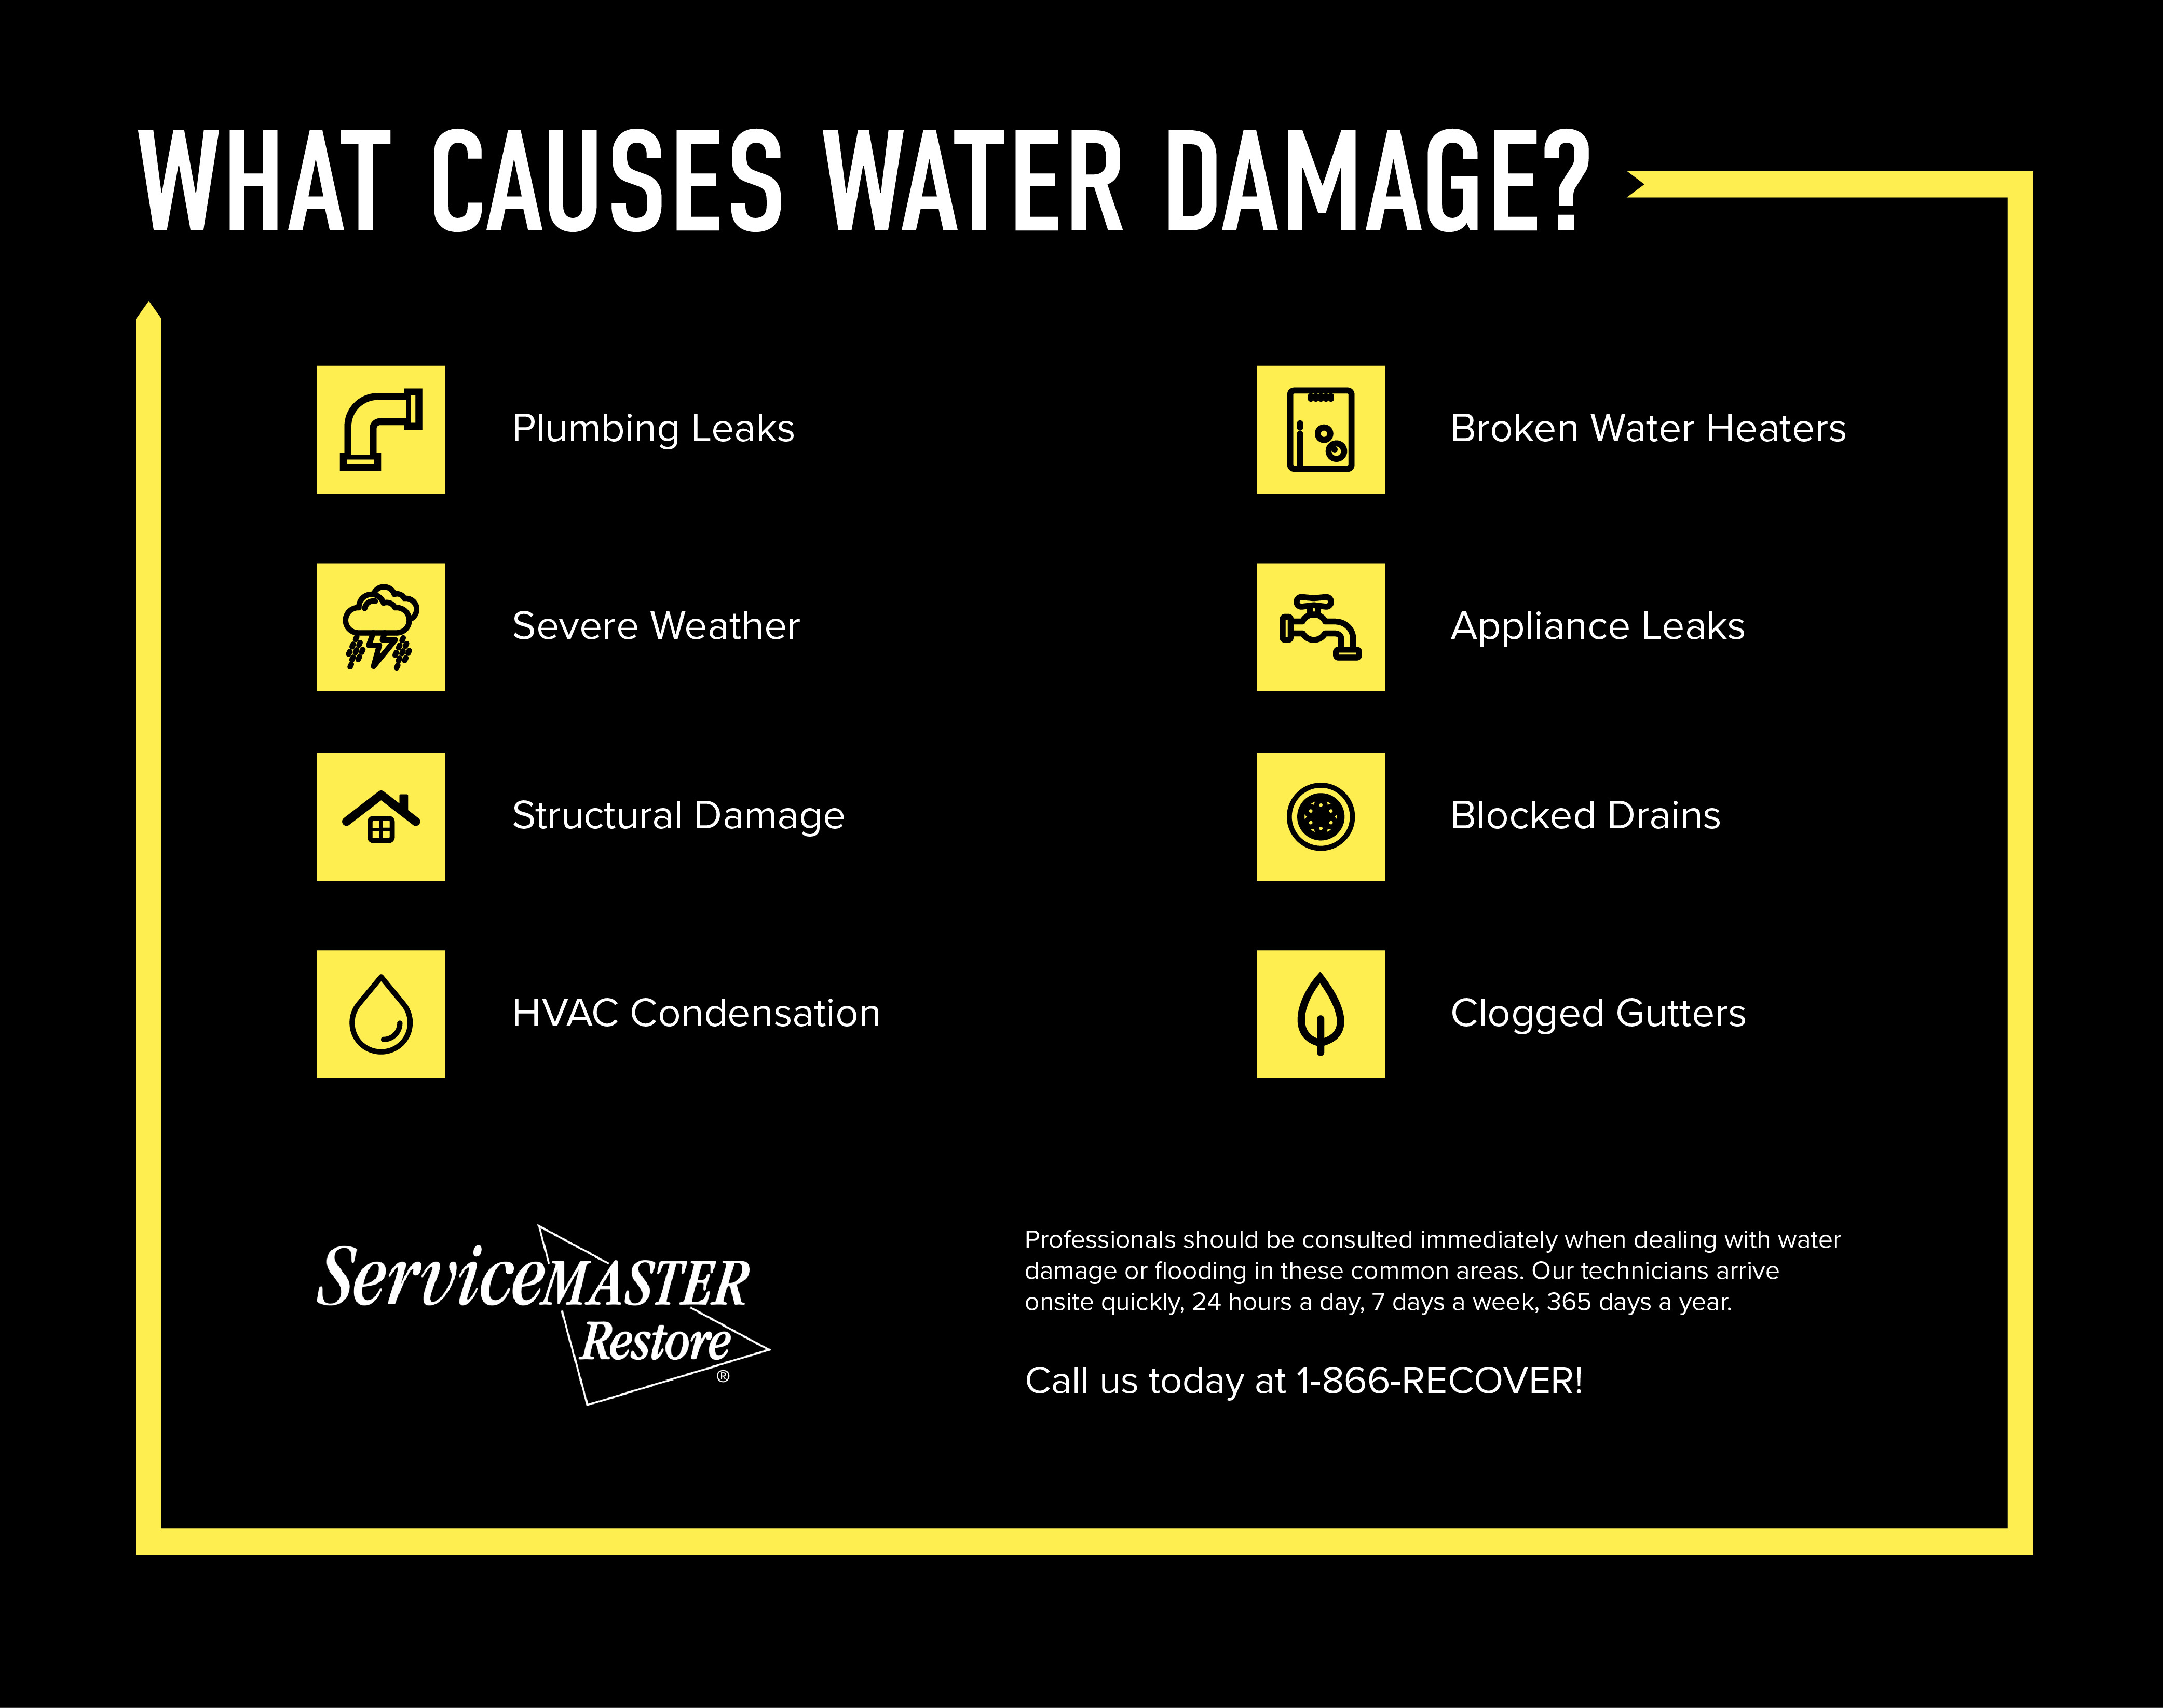 WHAT CAUSES WATER DAMAGE?
Plumbing Leaks
Broken Water Heaters
Severe Weather
Appliance Leaks
Structural Damage
Blocked Drains
HVAC Condensation
Clogged Gutters
ServiceMASTER
Restore
®
Professionals should be consulted immediately when dealing with water
damage or flooding in these common areas. Our technicians arrive
onsite quickly, 24 hours a day, 7 days a week, 365 days a year.
Call us today at 1-866-RECOVER!